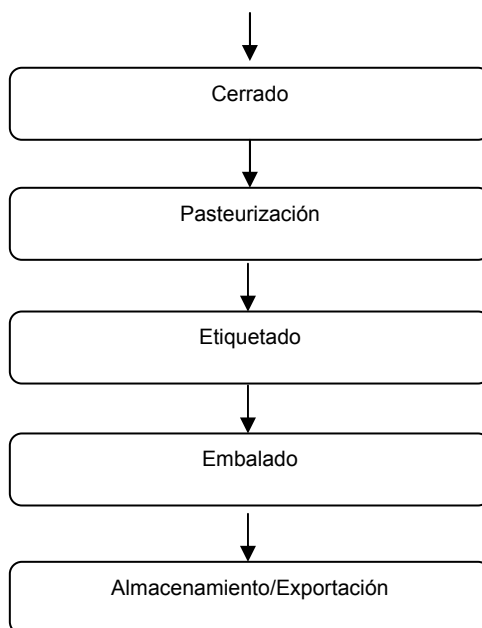 Cerrado
Pasteurización
Etiquetado
Embalado
Almacenamiento/Exportación